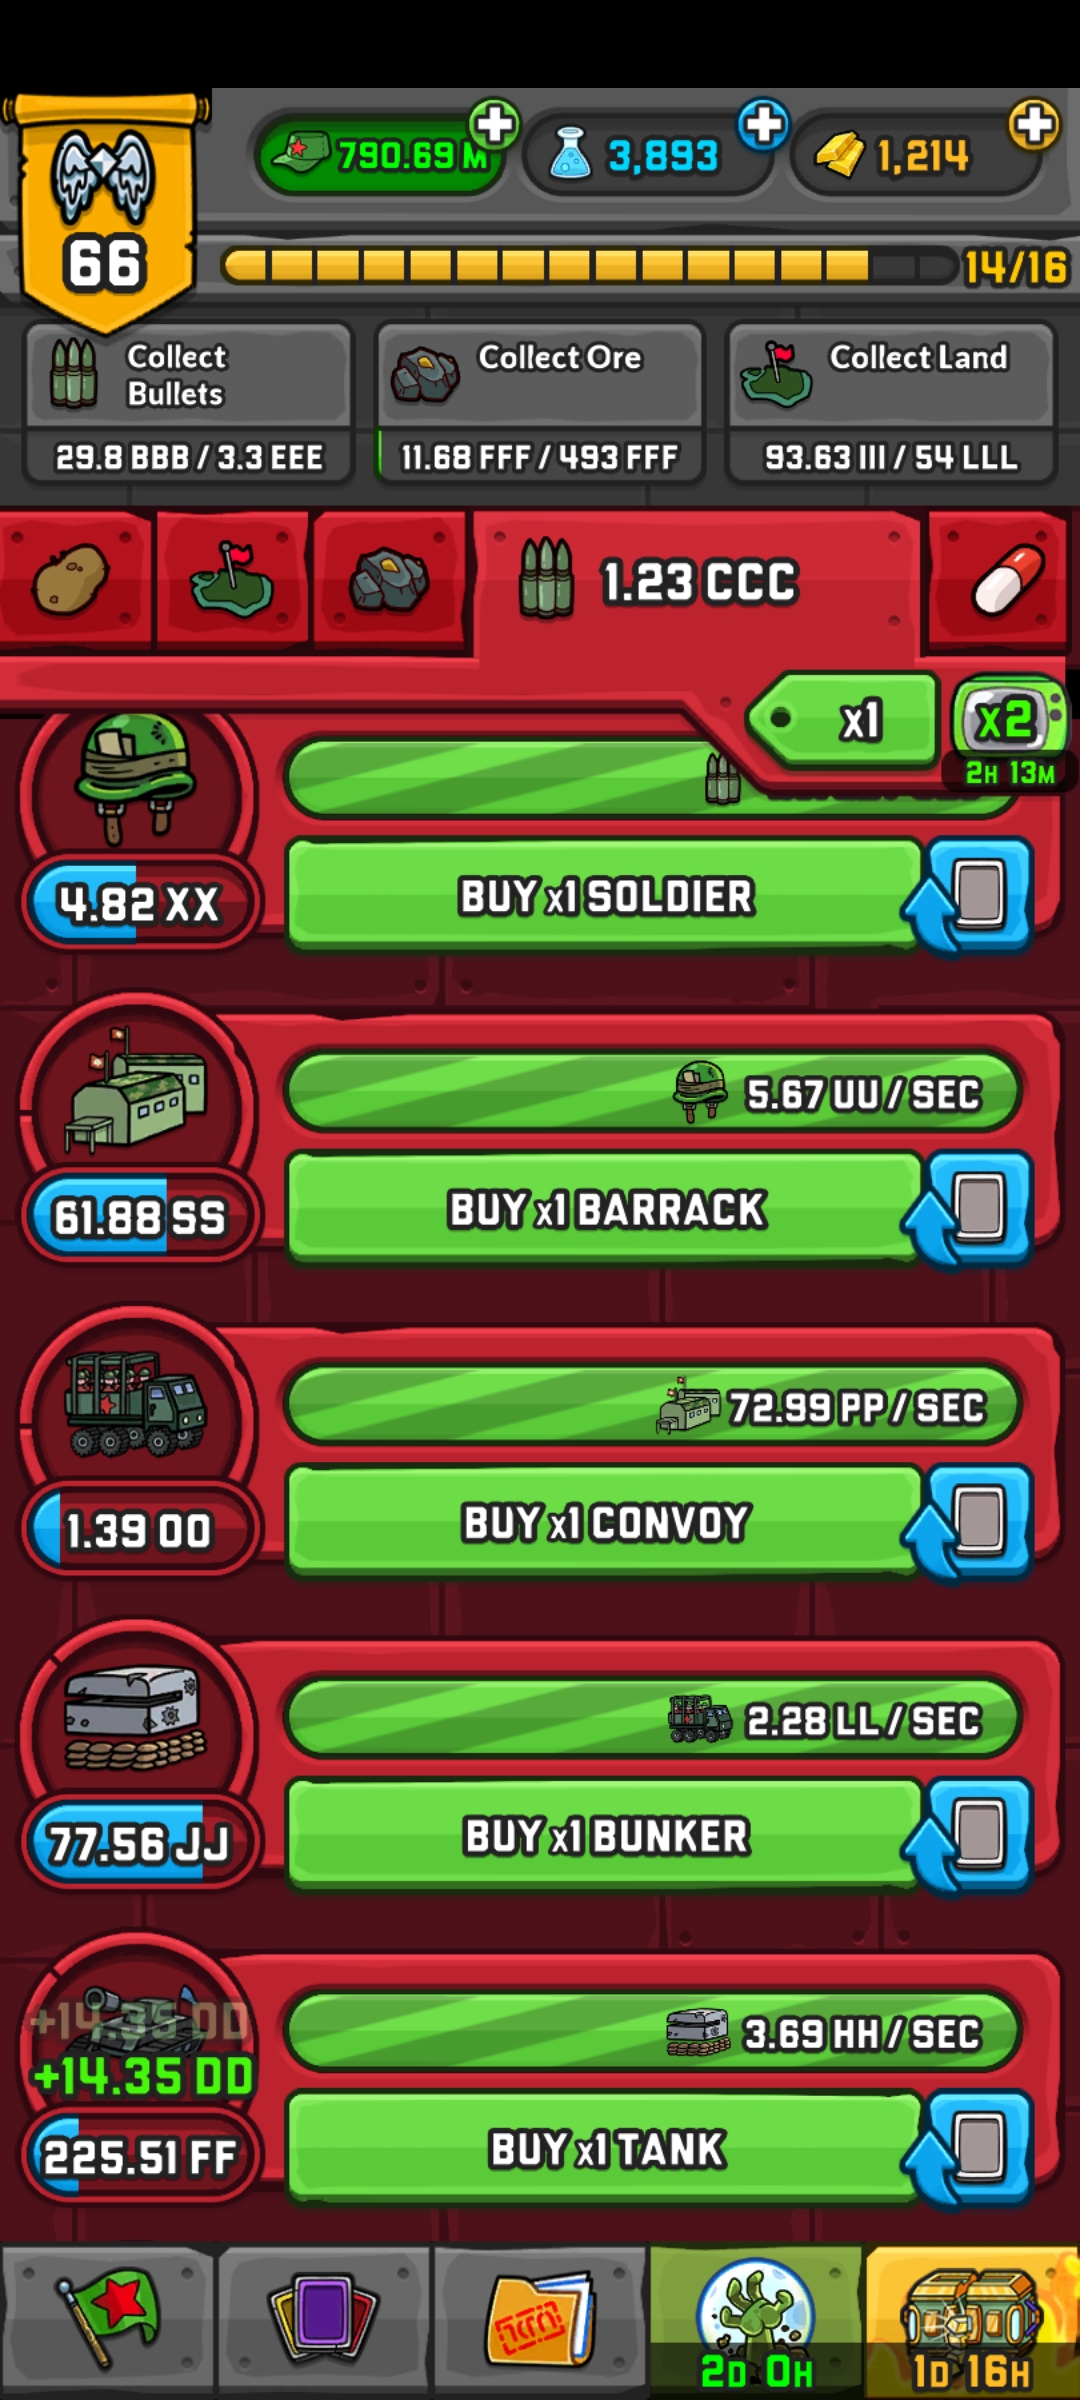 790.69 M
3,893
1,214
66
14/16
Collect
Bullets
Collect Ore
Collect Land
29.8 BBB / 3.3 EEE
11.68 FFF / 493 FFF
93.63 III / 54 LLL
1.23 CCC
x1
x2
2H 13M
4.82 XX
BUY x1 SOLDIER
5.67 UU / SEC
61.88 SS
BUY x1 BARRACK
72.99 PP / SEC
1.39 OO
BUY x1 CONVOY
2.28 LL / SEC
77.56 JJ
BUY x1 BUNKER
+14.35 DD
3.69 HH / SEC
+14.35 DD
225.51 FF
BUY x1 TANK
2D 0H
1D 16H